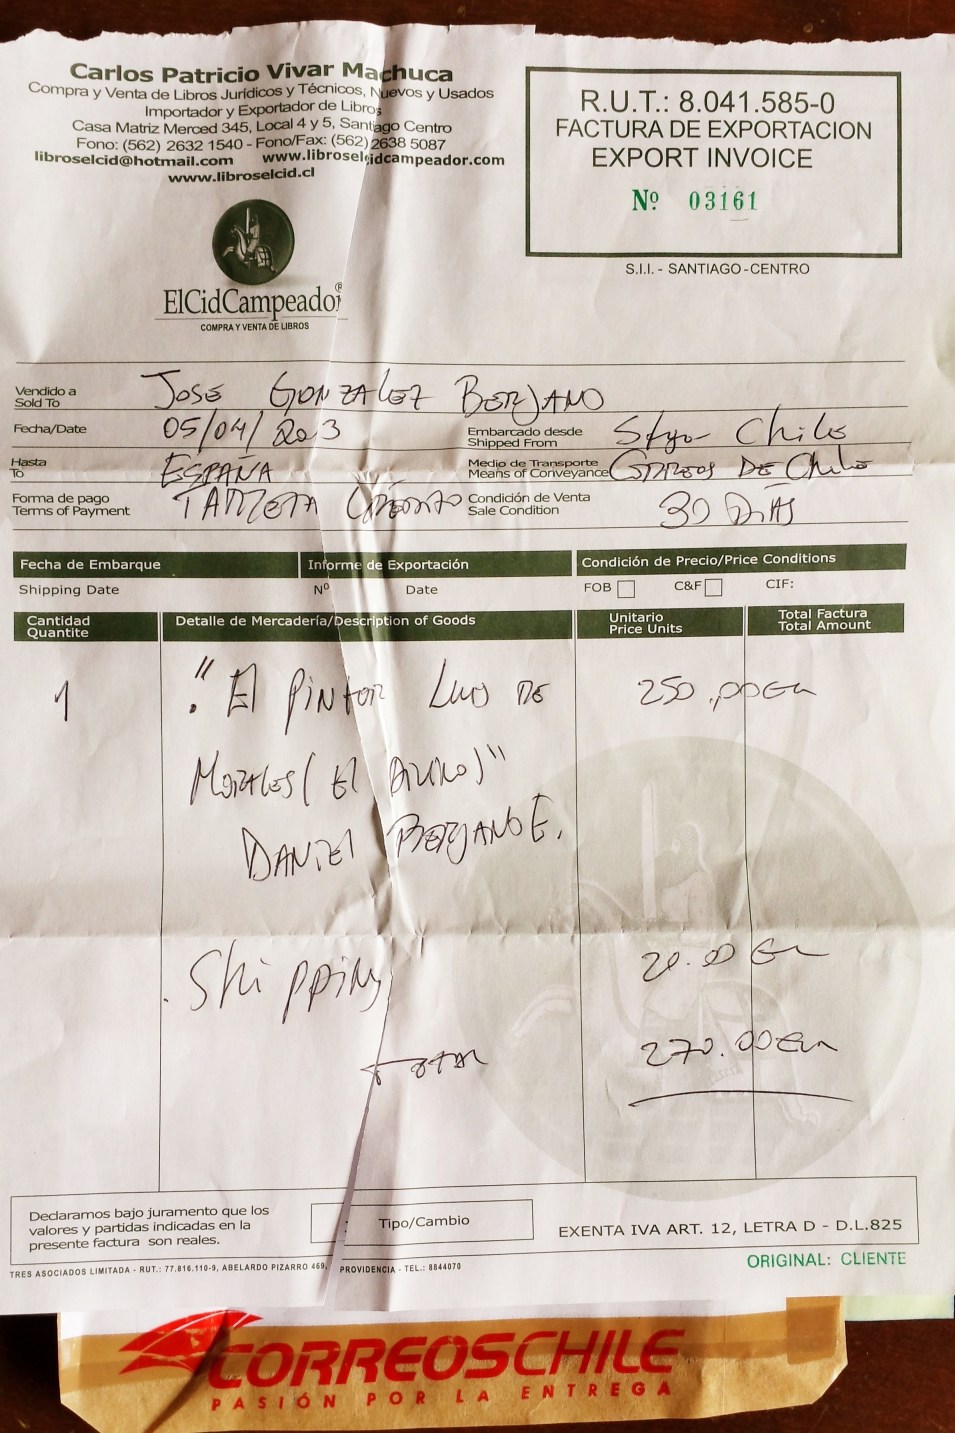 Carlos Patricio Vivar Machuca
Compra y Venta de Libros Jurídicos y Técnicos, Nuevos y Usados
Importador y Exportador de Libros
Casa Matriz Merced 345, Local 4 y 5, Santiago Centro
Fono: (562) 2632 1540 - Fono/Fax: (562) 2638 5087
libroselcid@hotmail.com www.libroselcidcampeador.com
www.libroselcid.cl
R.U.T.: 8.041.585-0
FACTURA DE EXPORTACION
EXPORT INVOICE
Nº 03161
S.I.I. - SANTIAGO - CENTRO
ElCidCampeador®
COMPRA Y VENTA DE LIBROS
Vendido a
Sold To
JOSE GONZALEZ BERJANO
Fecha/Date 05/04/2013
Embarcado desde
Shipped From
Stgo- Chile
Hasta
To
ESPAÑA
Medio de Transporte
Means of Conveyance
CORREOS DE Chile
Forma de pago
Terms of Payment
TARJETA CRÉDITO
Condición de Venta
Sale Condition
30 DÍAS
Fecha de Embarque
Shipping Date
Informe de Exportación
Nº Date
Condición de Precio/Price Conditions
FOB C&F CIF:
Cantidad
Quantite
Detalle de Mercadería/Description of Goods
Unitario
Price Units
Total Factura
Total Amount
1 "El PINTOR LUIS DE 250,00 Eu
MORALES (El DIVINO)"
DANIEL BERJANO E.
Shipping 20.00 Eu
TOTAL 270.00 Eu
Declaramos bajo juramento que los
valores y partidas indicadas en la
presente factura son reales.
Tipo/Cambio
EXENTA IVA ART. 12, LETRA D - D.L.825
TRES ASOCIADOS LIMITADA - RUT.: 77.816.110-9, ABELARDO PIZARRO 469, PROVIDENCIA - TEL.: 8844070
ORIGINAL: CLIENTE
CORREOSCHILE
PASIÓN POR LA ENTREGA